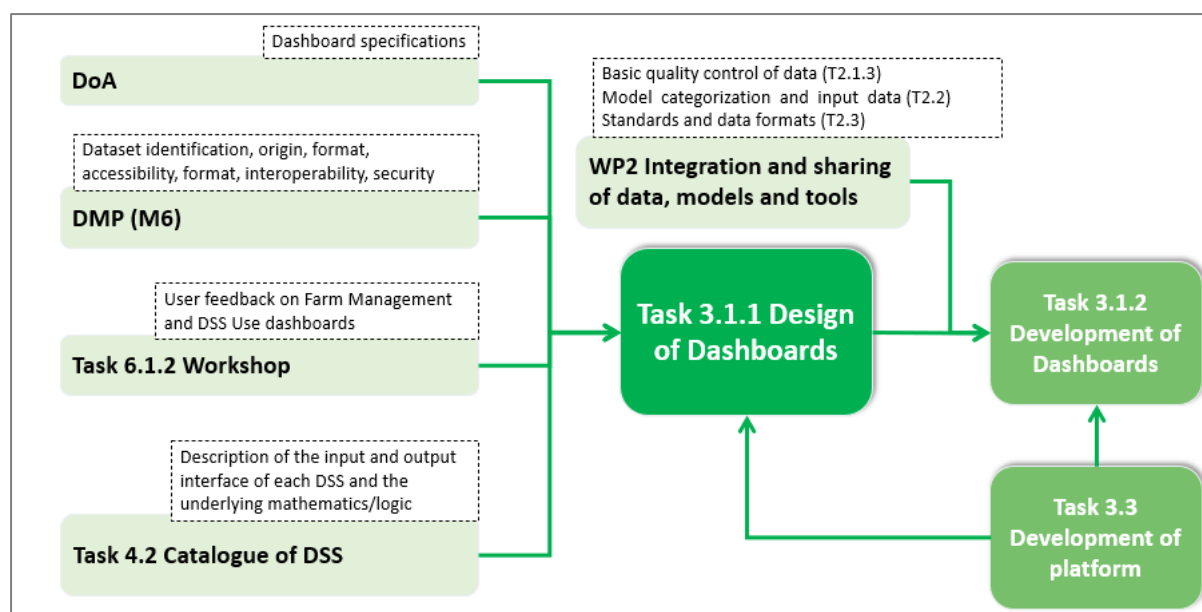 Dashboard specifications
DoA
Dataset identification, origin, format,
accessibility, format, interoperability, security
DMP (M6)
User feedback on Farm Management
and DSS Use dashboards
Task 6.1.2 Workshop
Description of the input and output
interface of each DSS and the
underlying mathematics/logic
Task 4.2 Catalogue of DSS
Basic quality control of data (T2.1.3)
Model categorization and input data (T2.2)
Standards and data formats (T2.3)
WP2 Integration and sharing
of data, models and tools
Task 3.1.1 Design
of Dashboards
Task 3.1.2
Development of
Dashboards
Task 3.3
Development of
platform